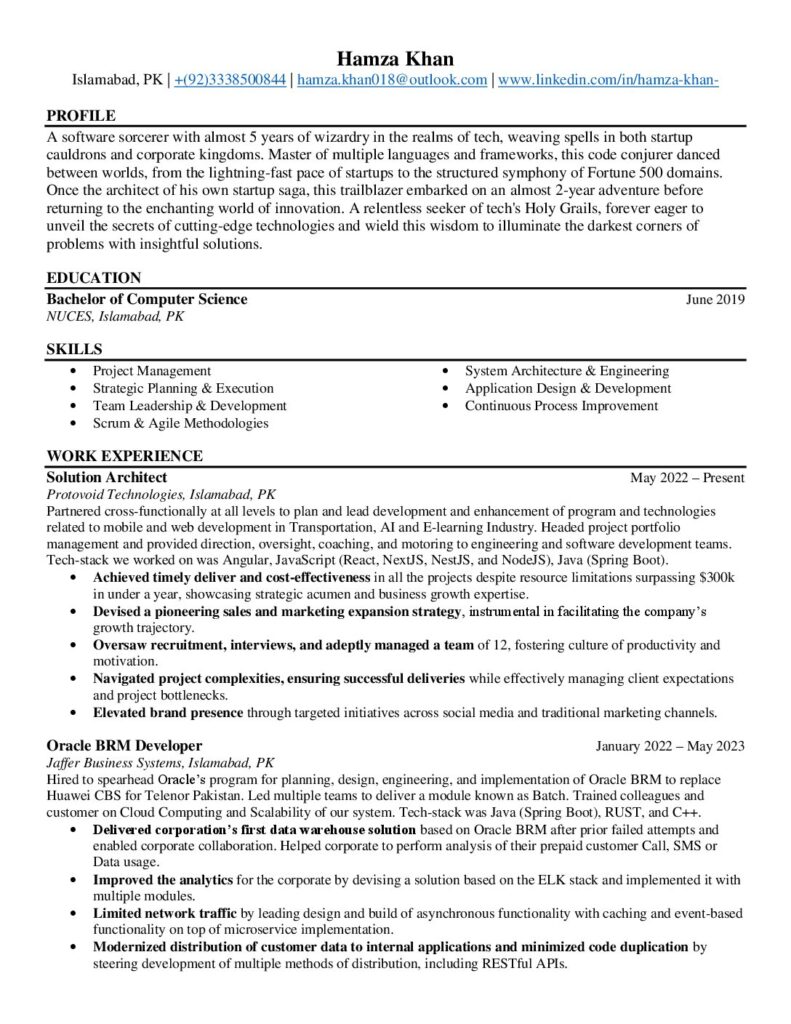 Hamza Khan
Islamabad, PK | +(92)3338500844 | hamza.khan018@outlook.com | www.linkedin.com/in/hamza-khan-
PROFILE
A software sorcerer with almost 5 years of wizardry in the realms of tech, weaving spells in both startup
cauldrons and corporate kingdoms. Master of multiple languages and frameworks, this code conjurer danced
between worlds, from the lightning-fast pace of startups to the structured symphony of Fortune 500 domains.
Once the architect of his own startup saga, this trailblazer embarked on an almost 2-year adventure before
returning to the enchanting world of innovation. A relentless seeker of tech's Holy Grails, forever eager to
unveil the secrets of cutting-edge technologies and wield this wisdom to illuminate the darkest corners of
problems with insightful solutions.
EDUCATION
Bachelor of Computer Science June 2019
NUCES, Islamabad, PK
SKILLS
• Project Management
• Strategic Planning & Execution
• Team Leadership & Development
• Scrum & Agile Methodologies
• System Architecture & Engineering
• Application Design & Development
• Continuous Process Improvement
WORK EXPERIENCE
Solution Architect May 2022 – Present
Protovoid Technologies, Islamabad, PK
Partnered cross-functionally at all levels to plan and lead development and enhancement of program and technologies
related to mobile and web development in Transportation, AI and E-learning Industry. Headed project portfolio
management and provided direction, oversight, coaching, and motoring to engineering and software development teams.
Tech-stack we worked on was Angular, JavaScript (React, NextJS, NestJS, and NodeJS), Java (Spring Boot).
• Achieved timely deliver and cost-effectiveness in all the projects despite resource limitations surpassing $300k
in under a year, showcasing strategic acumen and business growth expertise.
• Devised a pioneering sales and marketing expansion strategy, instrumental in facilitating the company’s
growth trajectory.
• Oversaw recruitment, interviews, and adeptly managed a team of 12, fostering culture of productivity and
motivation.
• Navigated project complexities, ensuring successful deliveries while effectively managing client expectations
and project bottlenecks.
• Elevated brand presence through targeted initiatives across social media and traditional marketing channels.
Oracle BRM Developer January 2022 – May 2023
Jaffer Business Systems, Islamabad, PK
Hired to spearhead Oracle’s program for planning, design, engineering, and implementation of Oracle BRM to replace
Huawei CBS for Telenor Pakistan. Led multiple teams to deliver a module known as Batch. Trained colleagues and
customer on Cloud Computing and Scalability of our system. Tech-stack was Java (Spring Boot), RUST, and C++.
• Delivered corporation’s first data warehouse solution based on Oracle BRM after prior failed attempts and
enabled corporate collaboration. Helped corporate to perform analysis of their prepaid customer Call, SMS or
Data usage.
• Improved the analytics for the corporate by devising a solution based on the ELK stack and implemented it with
multiple modules.
• Limited network traffic by leading design and build of asynchronous functionality with caching and event-based
functionality on top of microservice implementation.
• Modernized distribution of customer data to internal applications and minimized code duplication by
steering development of multiple methods of distribution, including RESTful APIs.